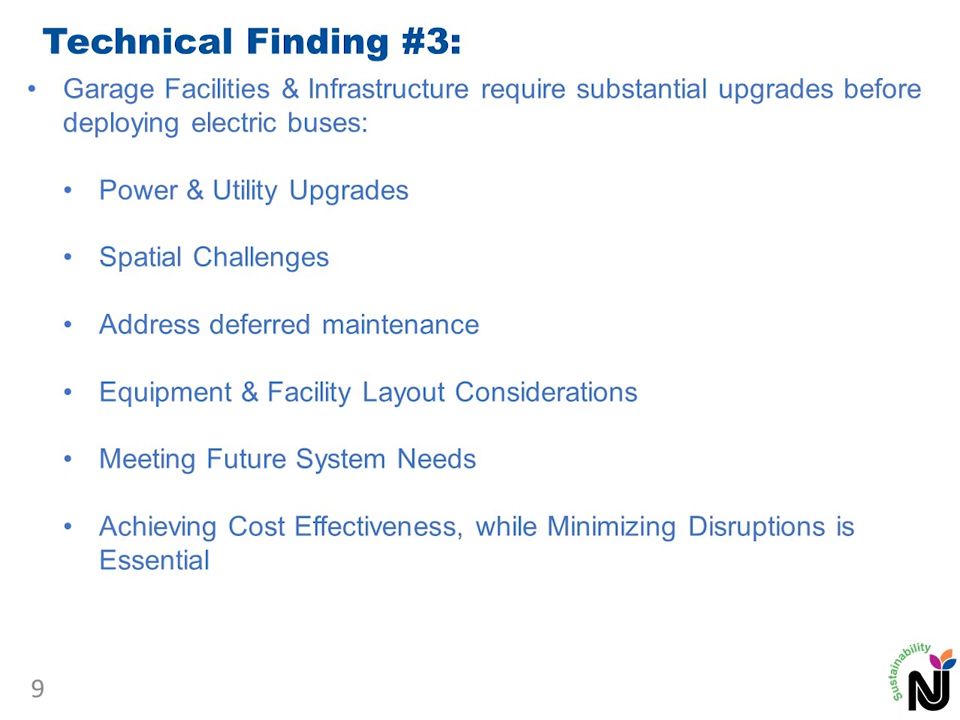 Technical Finding #3:
• Garage Facilities & Infrastructure require substantial upgrades before
deploying electric buses:
• Power & Utility Upgrades
• Spatial Challenges
• Address deferred maintenance
• Equipment & Facility Layout Considerations
• Meeting Future System Needs
• Achieving Cost Effectiveness, while Minimizing Disruptions is
Essential
Sustainability
NJ
9